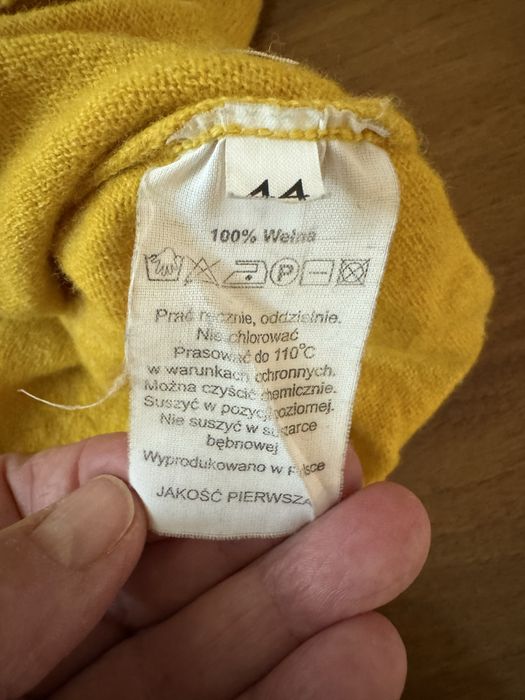 44
100% Wełna
P
Prać ręcznie, oddzielnie.
Nie chlorować
Prasować do 110°C
w warunkach ochronnych.
Można czyścić chemicznie.
Suszyć w pozycji poziomej.
Nie suszyć w suszarce
bębnowej
Wyprodukowano w Polsce
JAKOŚĆ PIERWSZA